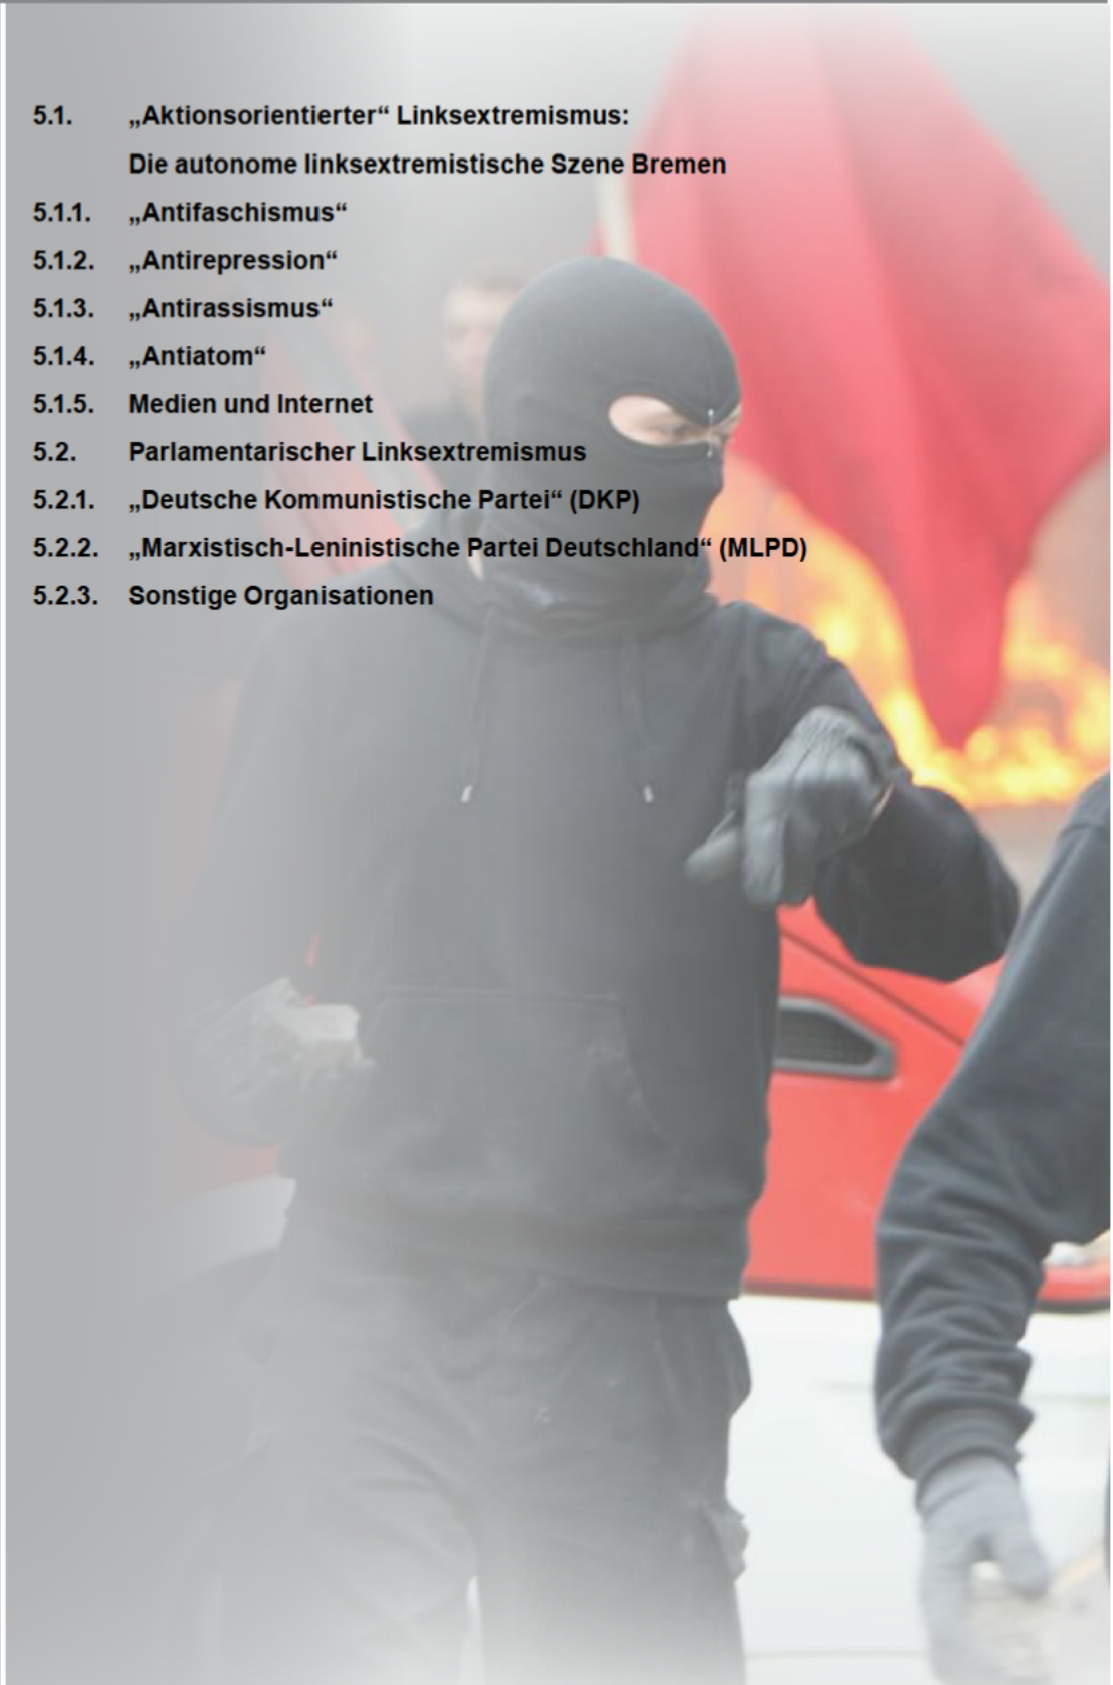 5.1. „Aktionsorientierter“ Linksextremismus:
Die autonome linksextremistische Szene Bremen
5.1.1. „Antifaschismus“
5.1.2. „Antirepression“
5.1.3. „Antirassismus“
5.1.4. „Antiatom“
5.1.5. Medien und Internet
5.2. Parlamentarischer Linksextremismus
5.2.1. „Deutsche Kommunistische Partei“ (DKP)
5.2.2. „Marxistisch-Leninistische Partei Deutschland“ (MLPD)
5.2.3. Sonstige Organisationen